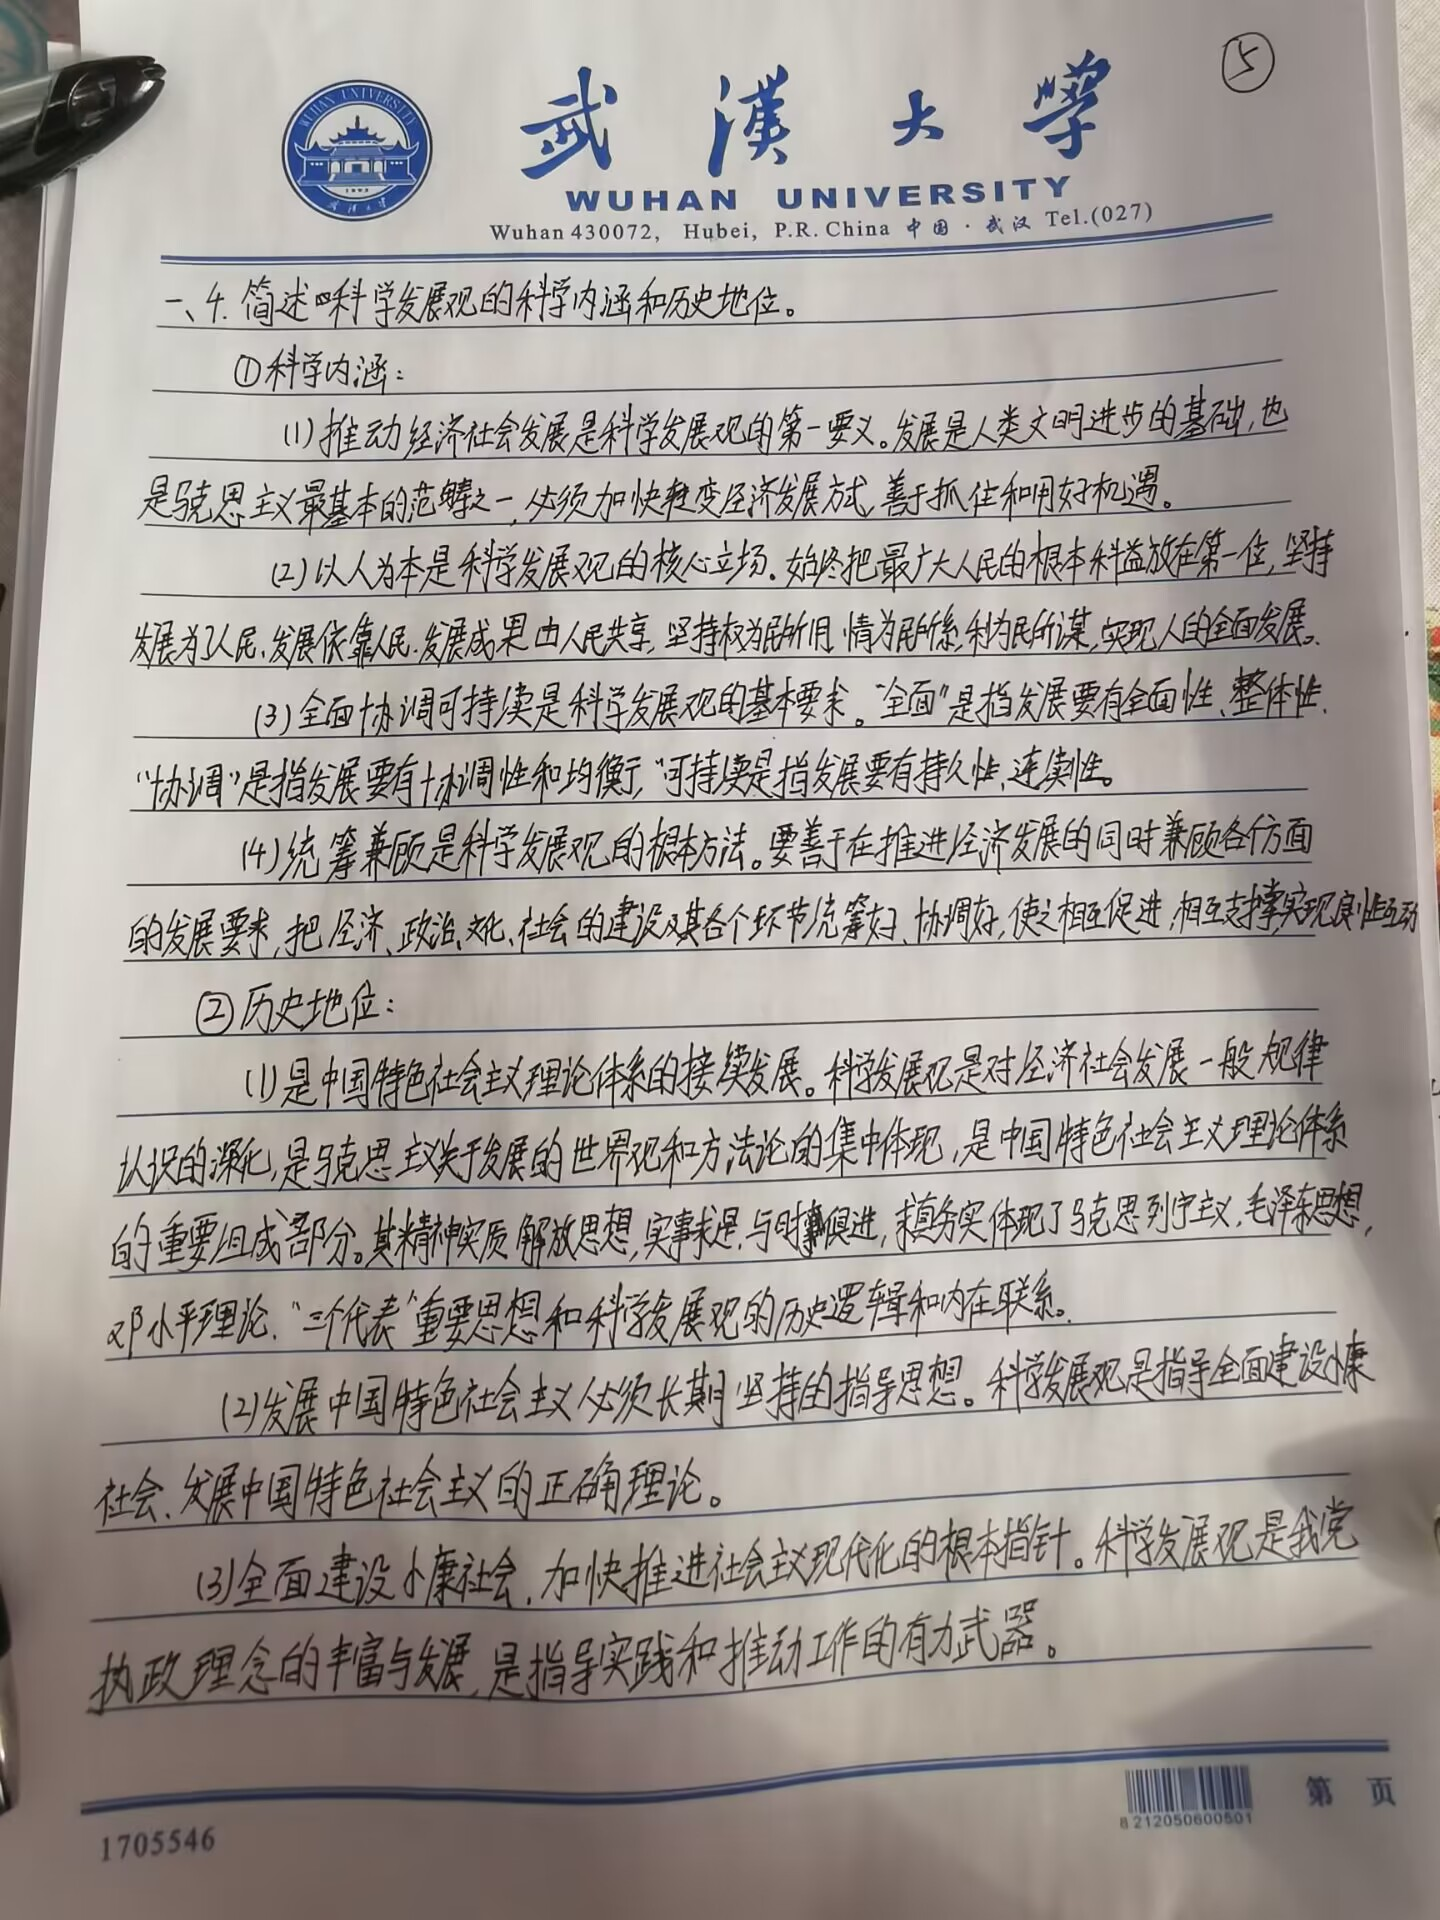 ⑤
武漢大學
WUHAN UNIVERSITY
Wuhan 430072, Hubei, P.R. China 中国·武汉 Tel.(027)
WUHAN UNIVERSITY
1893
武漢大学
一、4. 简述科学发展观的科学内涵和历史地位。
①科学内涵:
(1)推动经济社会发展是科学发展观的第一要义。发展是人类文明进步的基础,也
是马克思主义最基本的范畴之一,必须加快转变经济发展方式,善于抓住和用好机遇。
(2)以人为本是科学发展观的核心立场。始终把最广大人民的根本利益放在第一位,坚持
发展为了人民、发展依靠人民、发展成果由人民共享,坚持权为民所用,情为民所系,利为民所谋,实现人的全面发展。
(3)全面协调可持续是科学发展观的基本要求。“全面”是指发展要有全面性、整体性.
“协调”是指发展要有协调性和均衡,“可持续是指发展要有持久性、连续性。
(4)统筹兼顾是科学发展观的根本方法。要善于在推进经济发展的同时兼顾各个方面
的发展要求,把经济、政治、文化、社会的建设及其各个环节统筹好、协调好,使之相互促进,相互支撑,实现良性互动
②历史地位:
(1)是中国特色社会主义理论体系的接续发展。科学发展观是对经济社会发展一般规律
认识的深化,是马克思主义关于发展的世界观和方法论的集中体现,是中国特色社会主义理论体系
的重要组成部分。其精神实质解放思想,实事求是,与时俱进,求真务实体现了马克思列宁主义,毛泽东思想,
邓小平理论,“三个代表”重要思想和科学发展观的历史逻辑和内在联系。
(2)发展中国特色社会主义必须长期坚持的指导思想。科学发展观是指导全面建设小康
社会、发展中国特色社会主义的正确理论。
(3)全面建设小康社会,加快推进社会主义现代化的根本指针。科学发展观是我党
执政理念的丰富与发展,是指导实践和推动工作的有力武器。
1705546
8212050600501
第 页